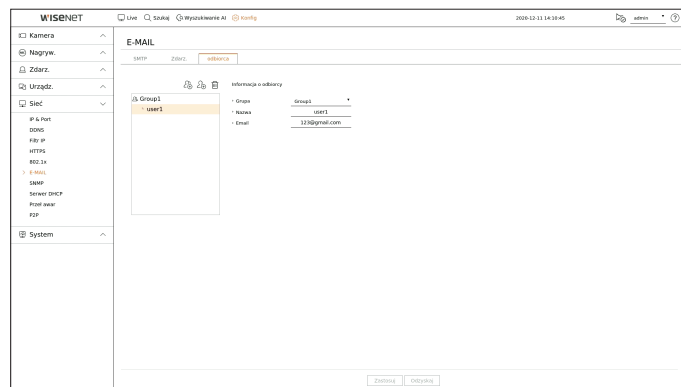 WISENET
Live Szukaj Wyszukiwanie AI Konfig 2020-12-11 14:10:45 admin
Kamera
Nagryw.
Zdarz.
Urządz.
Sieć
IP & Port
DDNS
Filtr IP
HTTPS
802.1x
E-MAIL
SNMP
Serwer DHCP
Przeł awar
P2P
System
E-MAIL
SMTP Zdarz. odbiorca
Group1
user1
Informacja o odbiorcy
Grupa Group1
Nazwa user1
Email 123@gmail.com
Zastosuj Odzyskaj